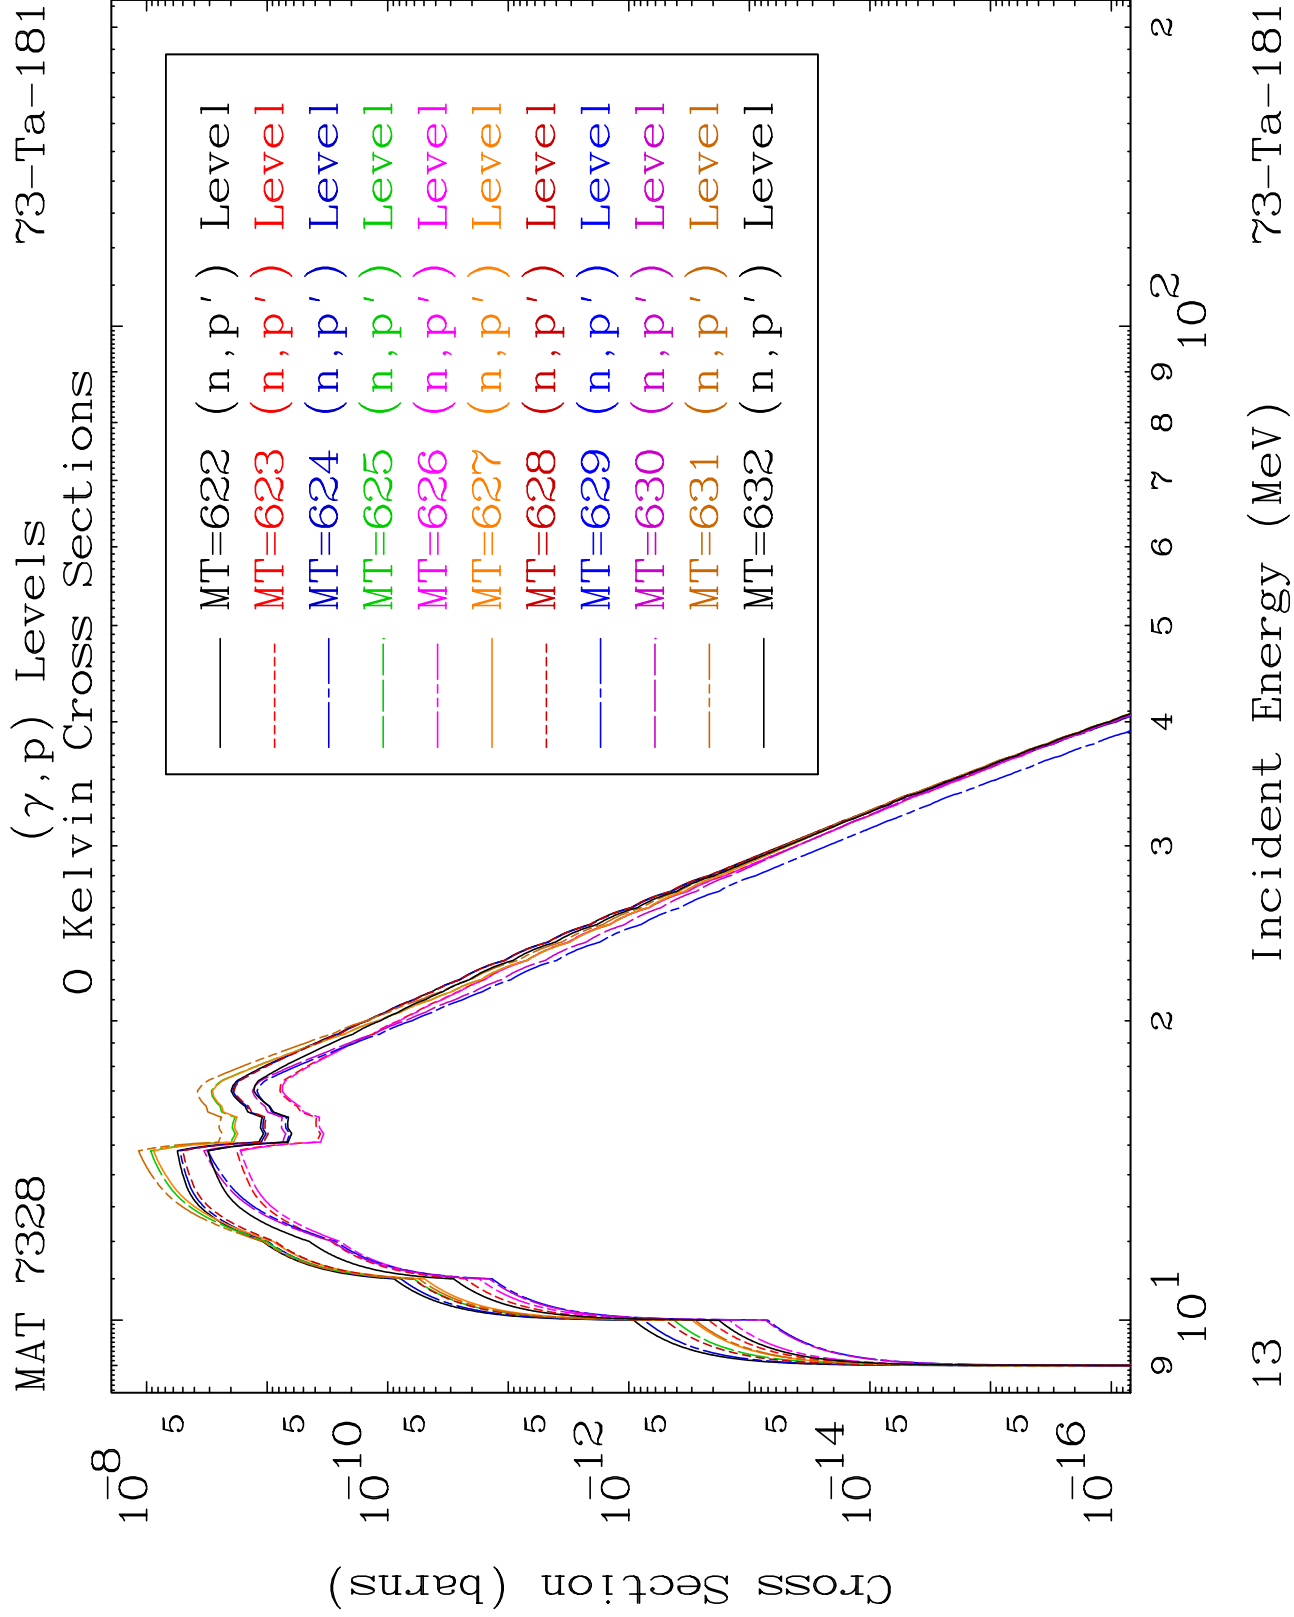 MAT 7328 (γ,p) Levels 73-Ta-181
0 Kelvin Cross Sections
MT=622 (n,p') Level
MT=623 (n,p') Level
MT=624 (n,p') Level
MT=625 (n,p') Level
MT=626 (n,p') Level
MT=627 (n,p') Level
MT=628 (n,p') Level
MT=629 (n,p') Level
MT=630 (n,p') Level
MT=631 (n,p') Level
MT=632 (n,p') Level
Cross Section (barns)
10⁻⁸
5
5
10⁻¹⁰
5
5
10⁻¹²
5
5
10⁻¹⁴
5
5
10⁻¹⁶
9 10¹ 2 3 4 5 6 7 8 9 10² 2
13 Incident Energy (MeV) 73-Ta-181